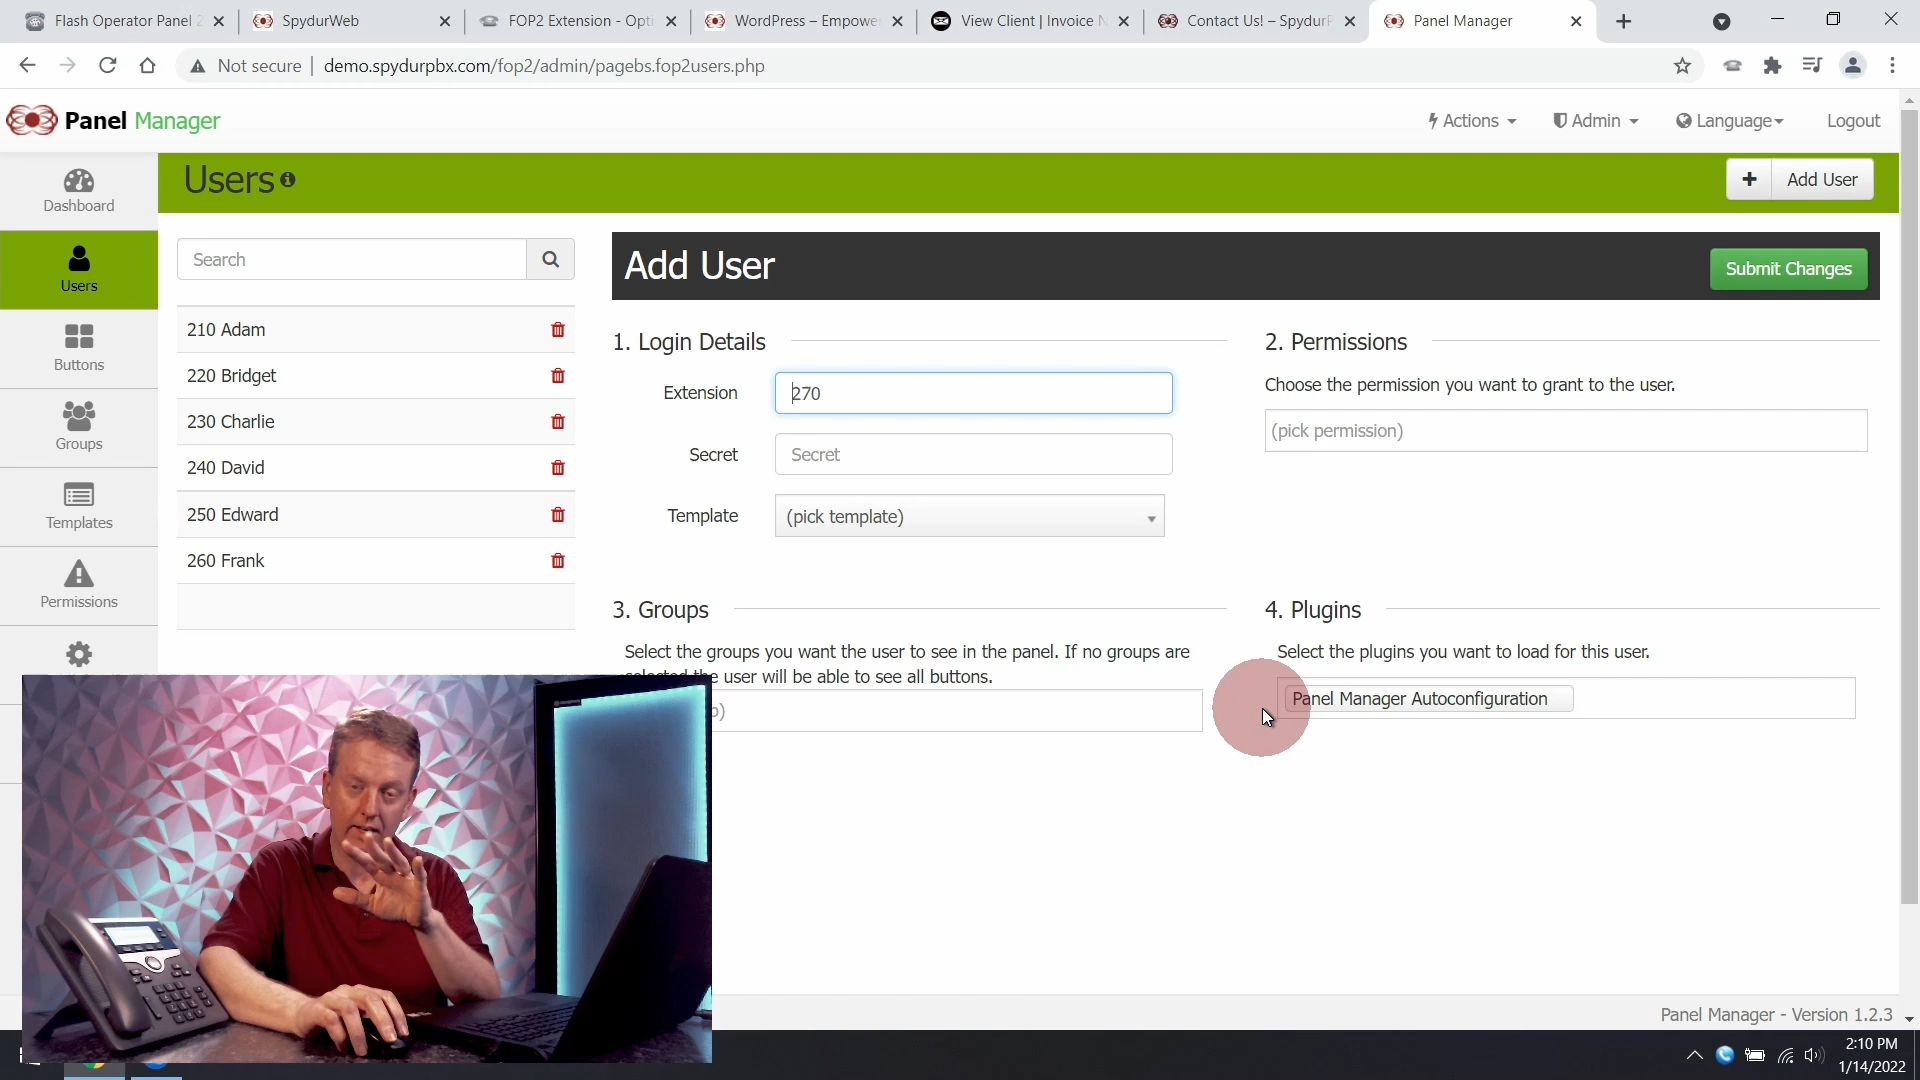 Flash Operator Panel 2
SpydurWeb
FOP2 Extension - Opti
WordPress – Empowe
View Client | Invoice N
Contact Us! – SpydurP
Panel Manager
Not secure | demo.spydurpbx.com/fop2/admin/pagebs.fop2users.php
Panel Manager
Actions
Admin
Language
Logout
Dashboard
Users
Buttons
Groups
Templates
Permissions
Users
+ Add User
Search
210 Adam
220 Bridget
230 Charlie
240 David
250 Edward
260 Frank
Add User
Submit Changes
1. Login Details
Extension
270
Secret
Secret
Template
(pick template)
2. Permissions
Choose the permission you want to grant to the user.
(pick permission)
3. Groups
Select the groups you want the user to see in the panel. If no groups are
user will be able to see all buttons.
4. Plugins
Select the plugins you want to load for this user.
Panel Manager Autoconfiguration
Panel Manager - Version 1.2.3
2:10 PM
1/14/2022